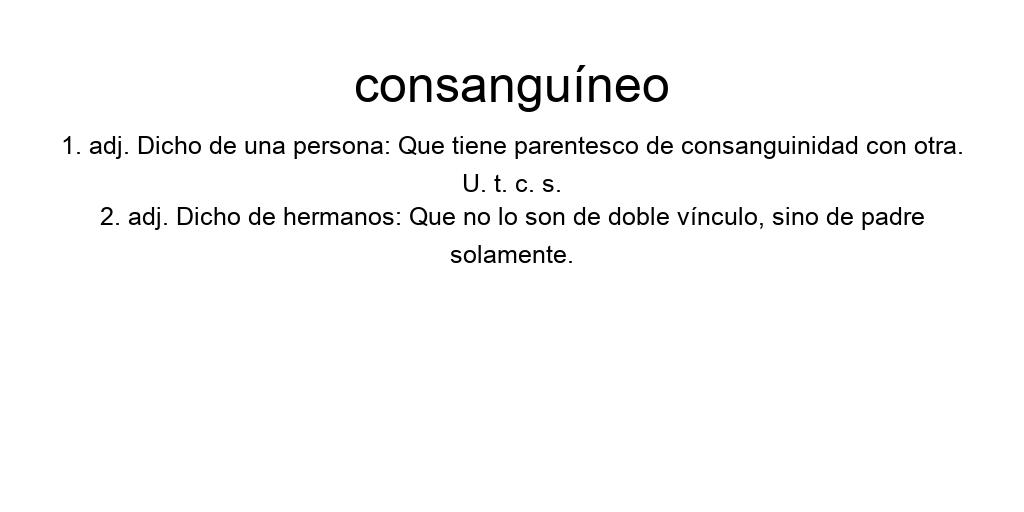 consanguíneo
1. adj. Dicho de una persona: Que tiene parentesco de consanguinidad con otra.
U. t. c. s.
2. adj. Dicho de hermanos: Que no lo son de doble vínculo, sino de padre
solamente.